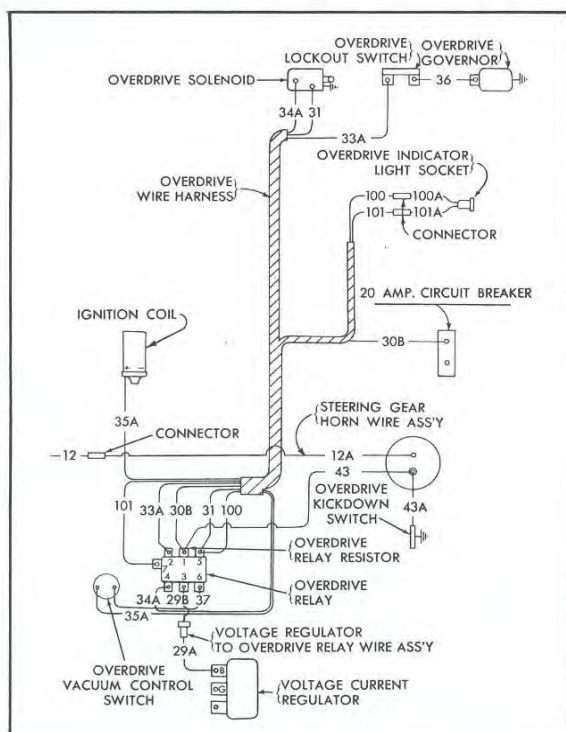 OVERDRIVE LOCKOUT SWITCH
OVERDRIVE GOVERNOR
OVERDRIVE SOLENOID
36
34A 31
33A
OVERDRIVE INDICATOR LIGHT SOCKET
OVERDRIVE WIRE HARNESS
100 100A
101 101A
CONNECTOR
20 AMP. CIRCUIT BREAKER
IGNITION COIL
+ −
30B
35A
STEERING GEAR HORN WIRE ASS'Y
CONNECTOR
12
12A
43
OVERDRIVE KICKDOWN SWITCH
43A
101 33A 30B 31 100
OVERDRIVE RELAY RESISTOR
2 1 5
7
4 3 6
OVERDRIVE RELAY
34A 29B 37
35A
VOLTAGE REGULATOR TO OVERDRIVE RELAY WIRE ASS'Y
29A
OVERDRIVE VACUUM CONTROL SWITCH
B
G
VOLTAGE CURRENT REGULATOR